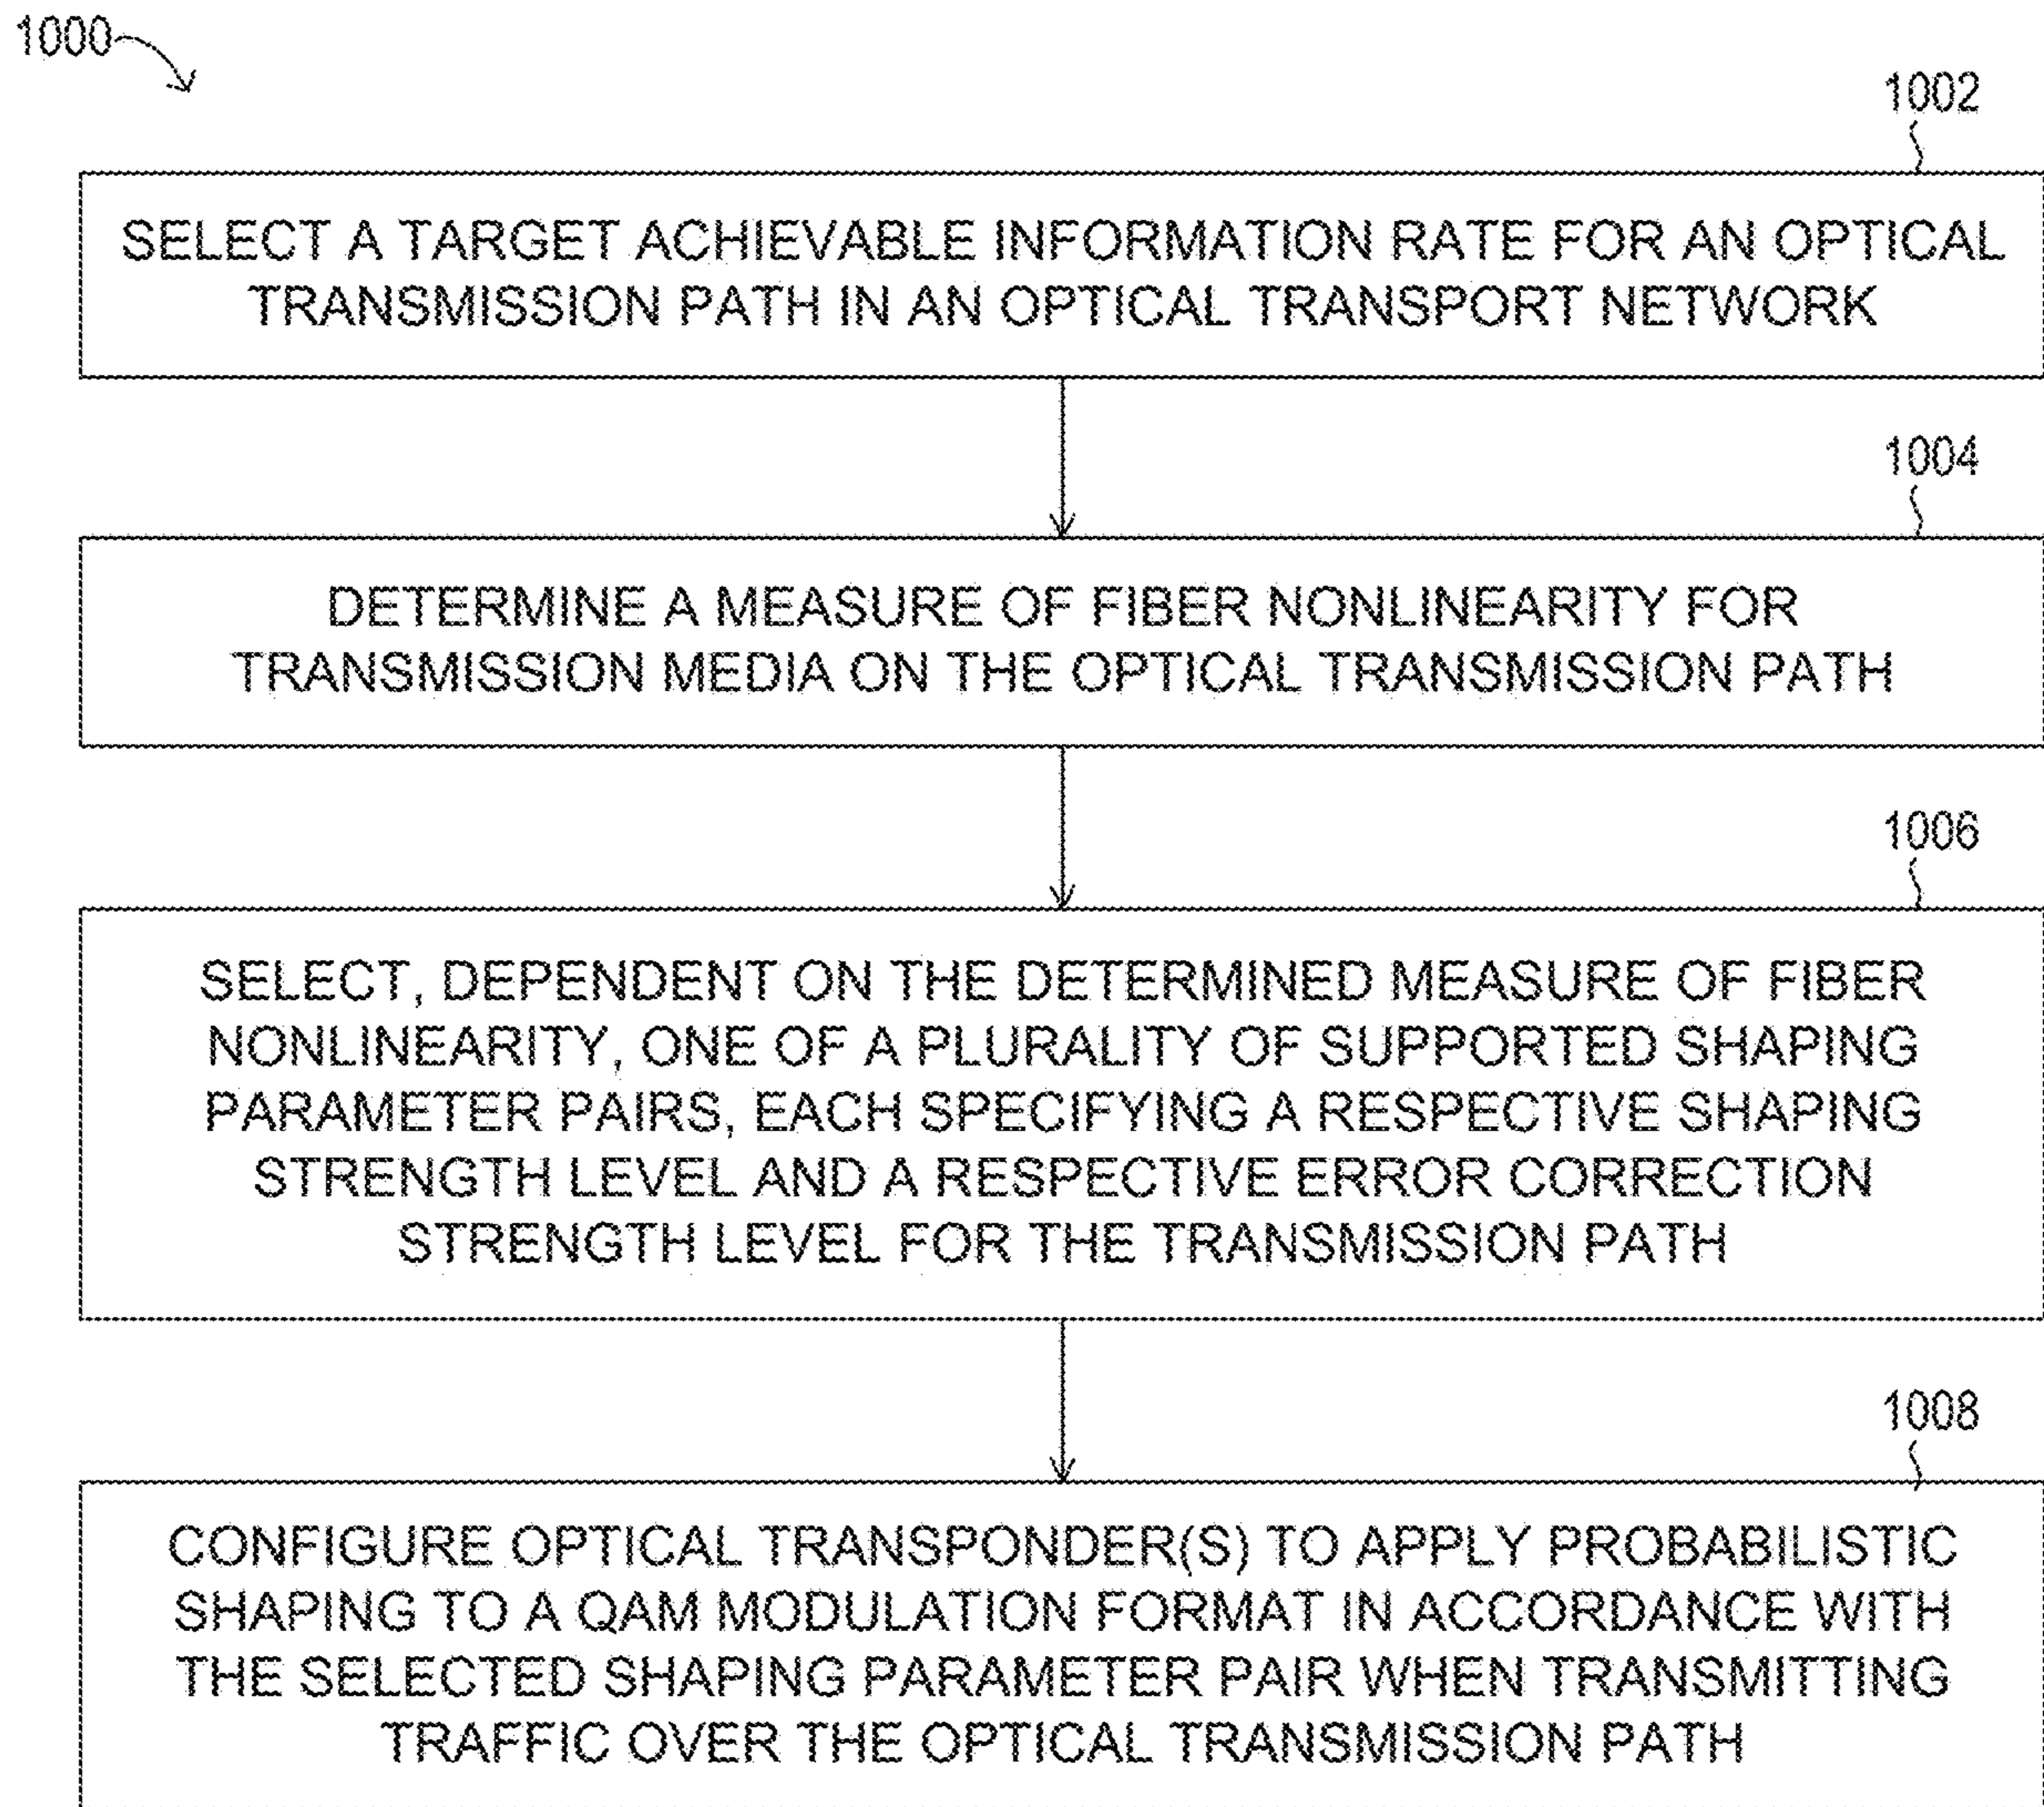 1000
1002
SELECT A TARGET ACHIEVABLE INFORMATION RATE FOR AN OPTICAL
TRANSMISSION PATH IN AN OPTICAL TRANSPORT NETWORK
1004
DETERMINE A MEASURE OF FIBER NONLINEARITY FOR
TRANSMISSION MEDIA ON THE OPTICAL TRANSMISSION PATH
1006
SELECT, DEPENDENT ON THE DETERMINED MEASURE OF FIBER
NONLINEARITY, ONE OF A PLURALITY OF SUPPORTED SHAPING
PARAMETER PAIRS, EACH SPECIFYING A RESPECTIVE SHAPING
STRENGTH LEVEL AND A RESPECTIVE ERROR CORRECTION
STRENGTH LEVEL FOR THE TRANSMISSION PATH
1008
CONFIGURE OPTICAL TRANSPONDER(S) TO APPLY PROBABILISTIC
SHAPING TO A QAM MODULATION FORMAT IN ACCORDANCE WITH
THE SELECTED SHAPING PARAMETER PAIR WHEN TRANSMITTING
TRAFFIC OVER THE OPTICAL TRANSMISSION PATH